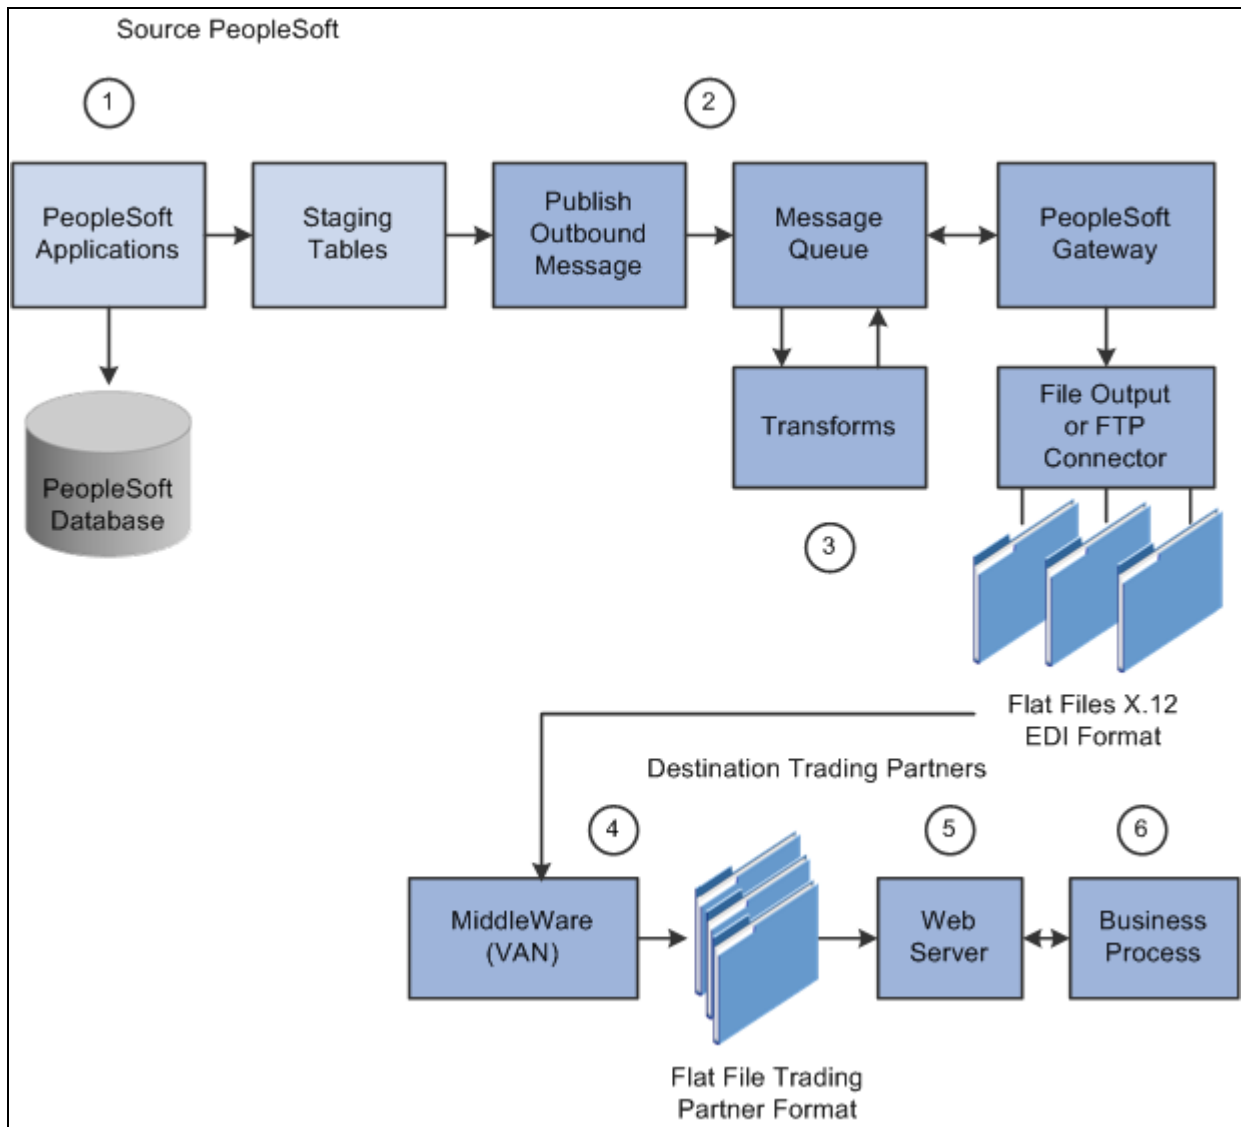 Source PeopleSoft
1
2
PeopleSoft
Applications
Staging
Tables
Publish
Outbound
Message
Message
Queue
PeopleSoft
Gateway
Transforms
File Output
or FTP
Connector
PeopleSoft
Database
3
Flat Files X.12
EDI Format
Destination Trading Partners
4
5
6
MiddleWare
(VAN)
Web
Server
Business
Process
Flat File Trading
Partner Format